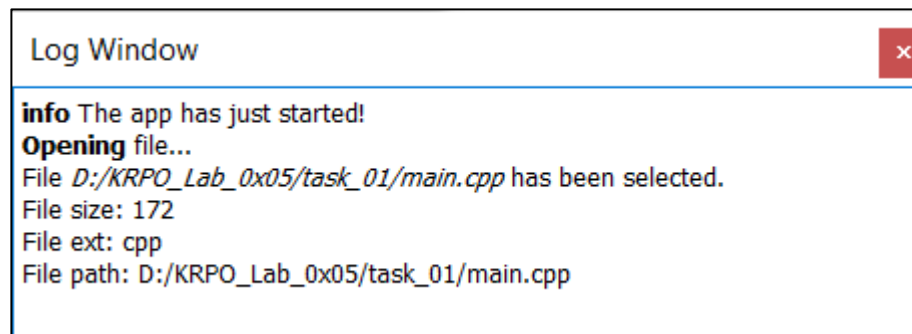 Log Window
info The app has just started!
Opening file...
File D:/KRPO_Lab_0x05/task_01/main.cpp has been selected.
File size: 172
File ext: cpp
File path: D:/KRPO_Lab_0x05/task_01/main.cpp